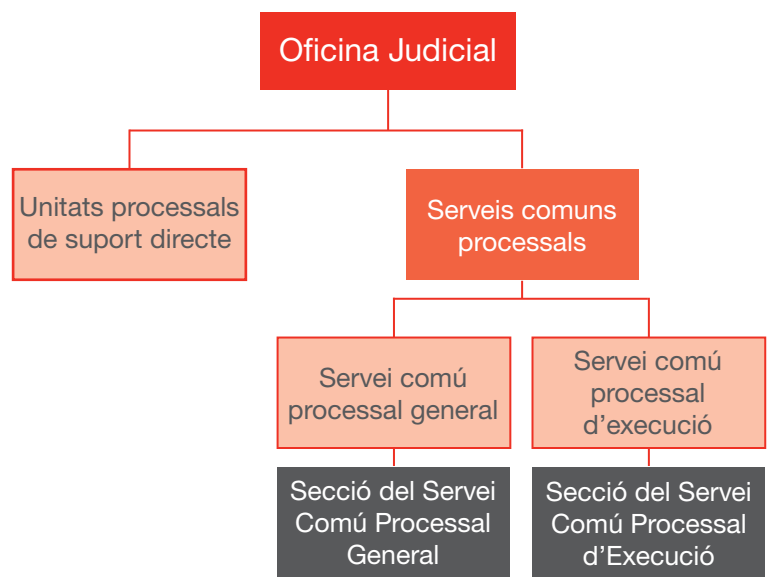 Oficina Judicial
Unitats processals
de suport directe
Serveis comuns
processals
Servei comú
processal general
Servei comú
processal
d’execució
Secció del Servei
Comú Processal
General
Secció del Servei
Comú Processal
d’Execució